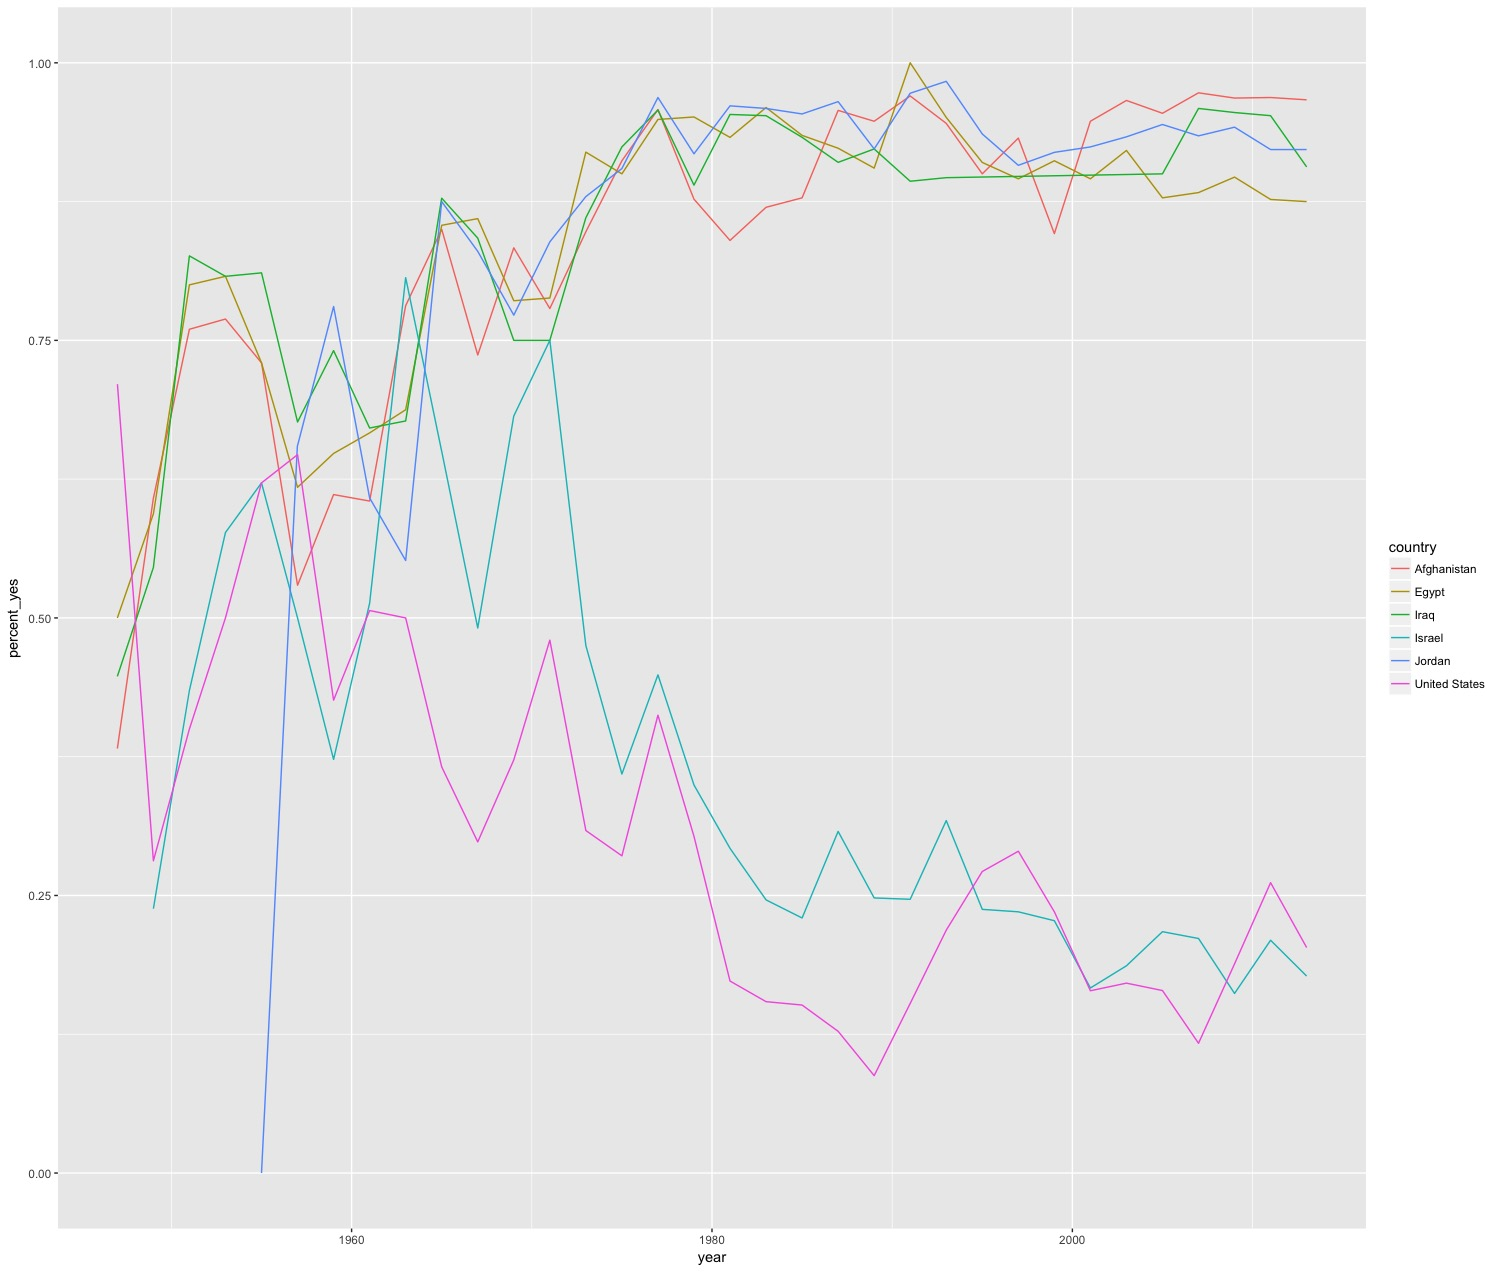 1.00
0.75
0.50
0.25
0.00
percent_yes
1960
1980
2000
year
country
Afghanistan
Egypt
Iraq
Israel
Jordan
United States